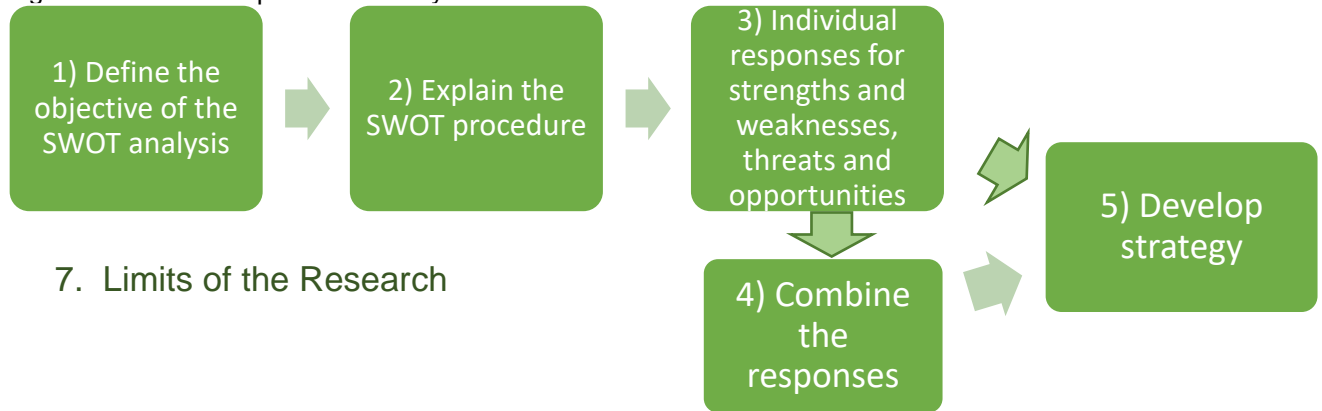 1) Define the
objective of the
SWOT analysis
2) Explain the
SWOT procedure
3) Individual
responses for
strengths and
weaknesses,
threats and
opportunities
4) Combine
the
responses
5) Develop
strategy
7. Limits of the Research